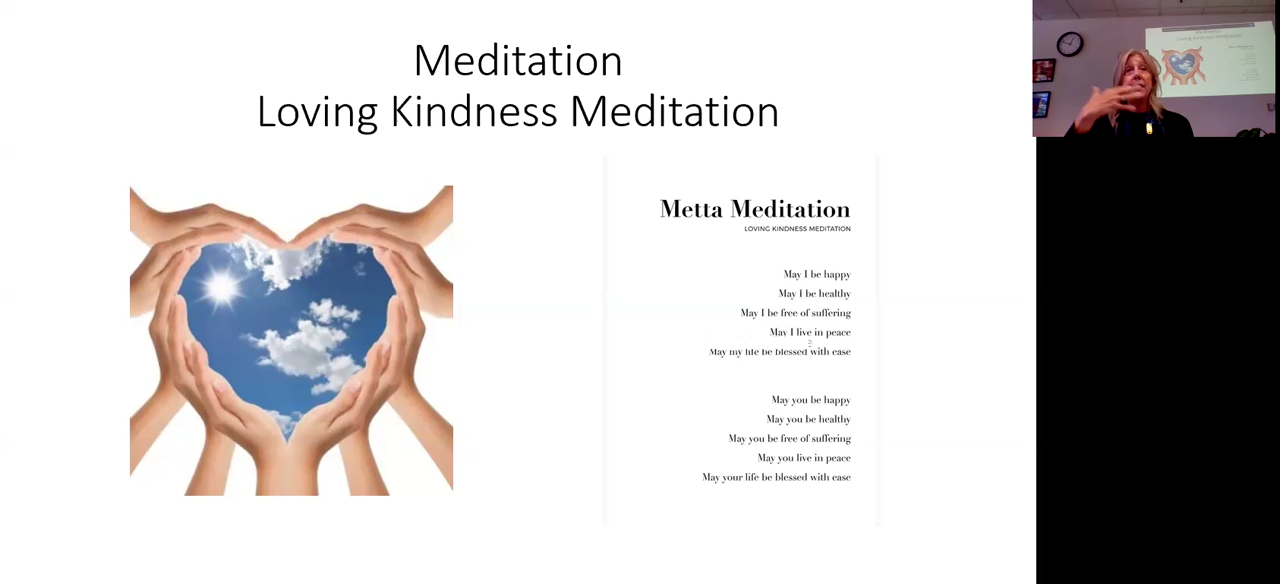 Meditation
Loving Kindness Meditation
Metta Meditation
LOVING KINDNESS MEDITATION
May I be happy
May I be healthy
May I be free of suffering
May I live in peace
May my life be blessed with ease
May you be happy
May you be healthy
May you be free of suffering
May you live in peace
May your life be blessed with ease